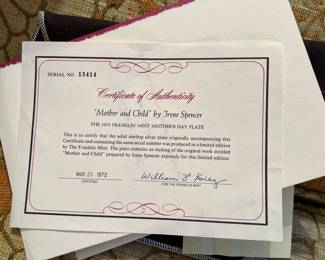 SERIAL NO. 13414
Certificate of Authenticity
"Mother and Child" by Irene Spencer
THE 1972 FRANKLIN MINT MOTHER'S DAY PLATE
This is to certify that the solid sterling silver plate originally accompanying this
Certificate and containing the same serial number was produced in a limited edition
by The Franklin Mint. The plate contains an etching of the original work entitled
"Mother and Child" prepared by Irene Spencer expressly for this limited edition.
MAR 20 1972
William F. Krieg
CERTIFIED
FOR THE FRANKLIN MINT